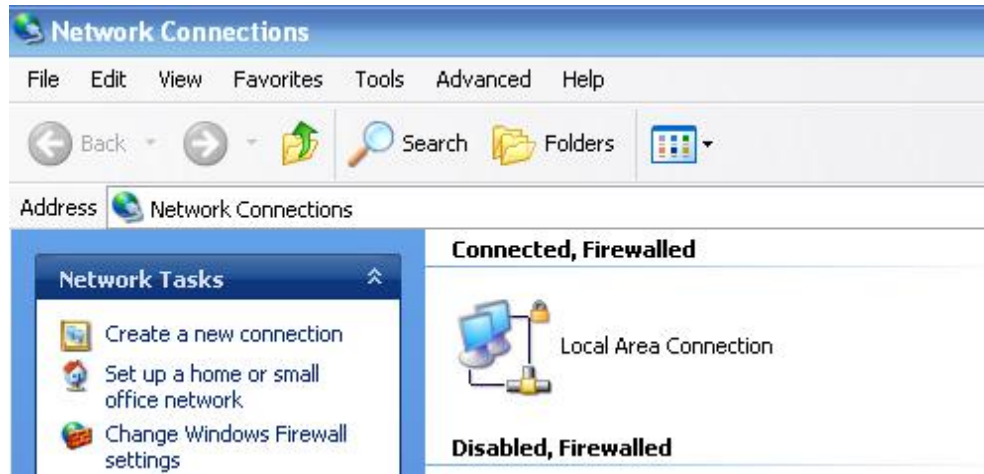 Network Connections
File Edit View Favorites Tools Advanced Help
Back Search Folders
Address Network Connections
Network Tasks
Create a new connection
Set up a home or small
office network
Change Windows Firewall
settings
Connected, Firewalled
Local Area Connection
Disabled, Firewalled